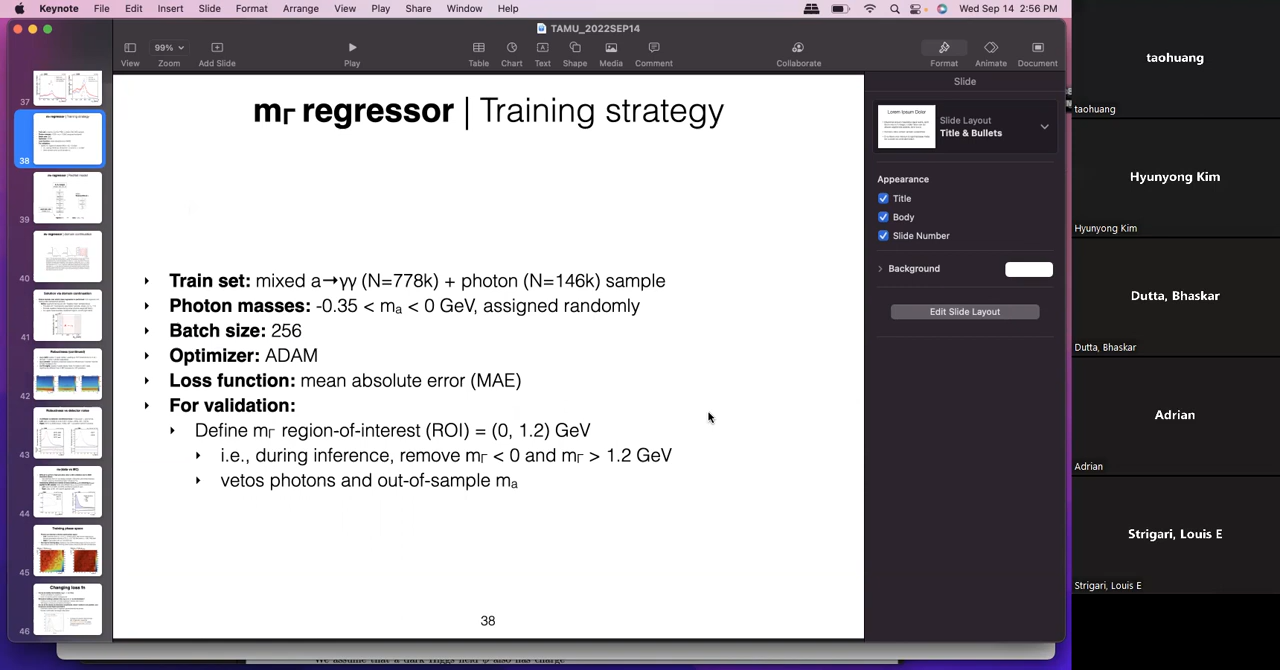 Keynote File Edit Insert Slide Format Arrange View Play Share Window Help Wed Sep 14 2:56 PM
TAMU_2022SEP14
99%
View Zoom Add Slide Play Table Chart Text Shape Media Comment Collaborate Format Animate Document
37
38
39
40
41
42
43
44
45
46
mΓ regressor | Training strategy
Train set: mixed a→γγ (N=778k) + photon (N=146k) sample
Photon masses: -0.35 < ma < 0 GeV, assigned randomly
Batch size: 256
Optimizer: ADAM
Loss function: mean absolute error (MAE)
For validation:
Define mΓ region-of-interest (ROI) = (0, 1.2) GeV
i.e., during inference, remove mΓ < 0 and mΓ > 1.2 GeV
vetos photons and out-of-sample ma
38
Slide
Lorem Ipsum Dolor
Slide Layout
Title & Bullets
Appearance
Title
Body
Slide Number
Background
Edit Slide Layout
taohuang
taohuang
Hyunyong Kim
Hyunyong Kim
Dutta, Bhaskar
Dutta, Bhaskar
Adrian
Adrian
Strigari, Louis E
Strigari, Louis E